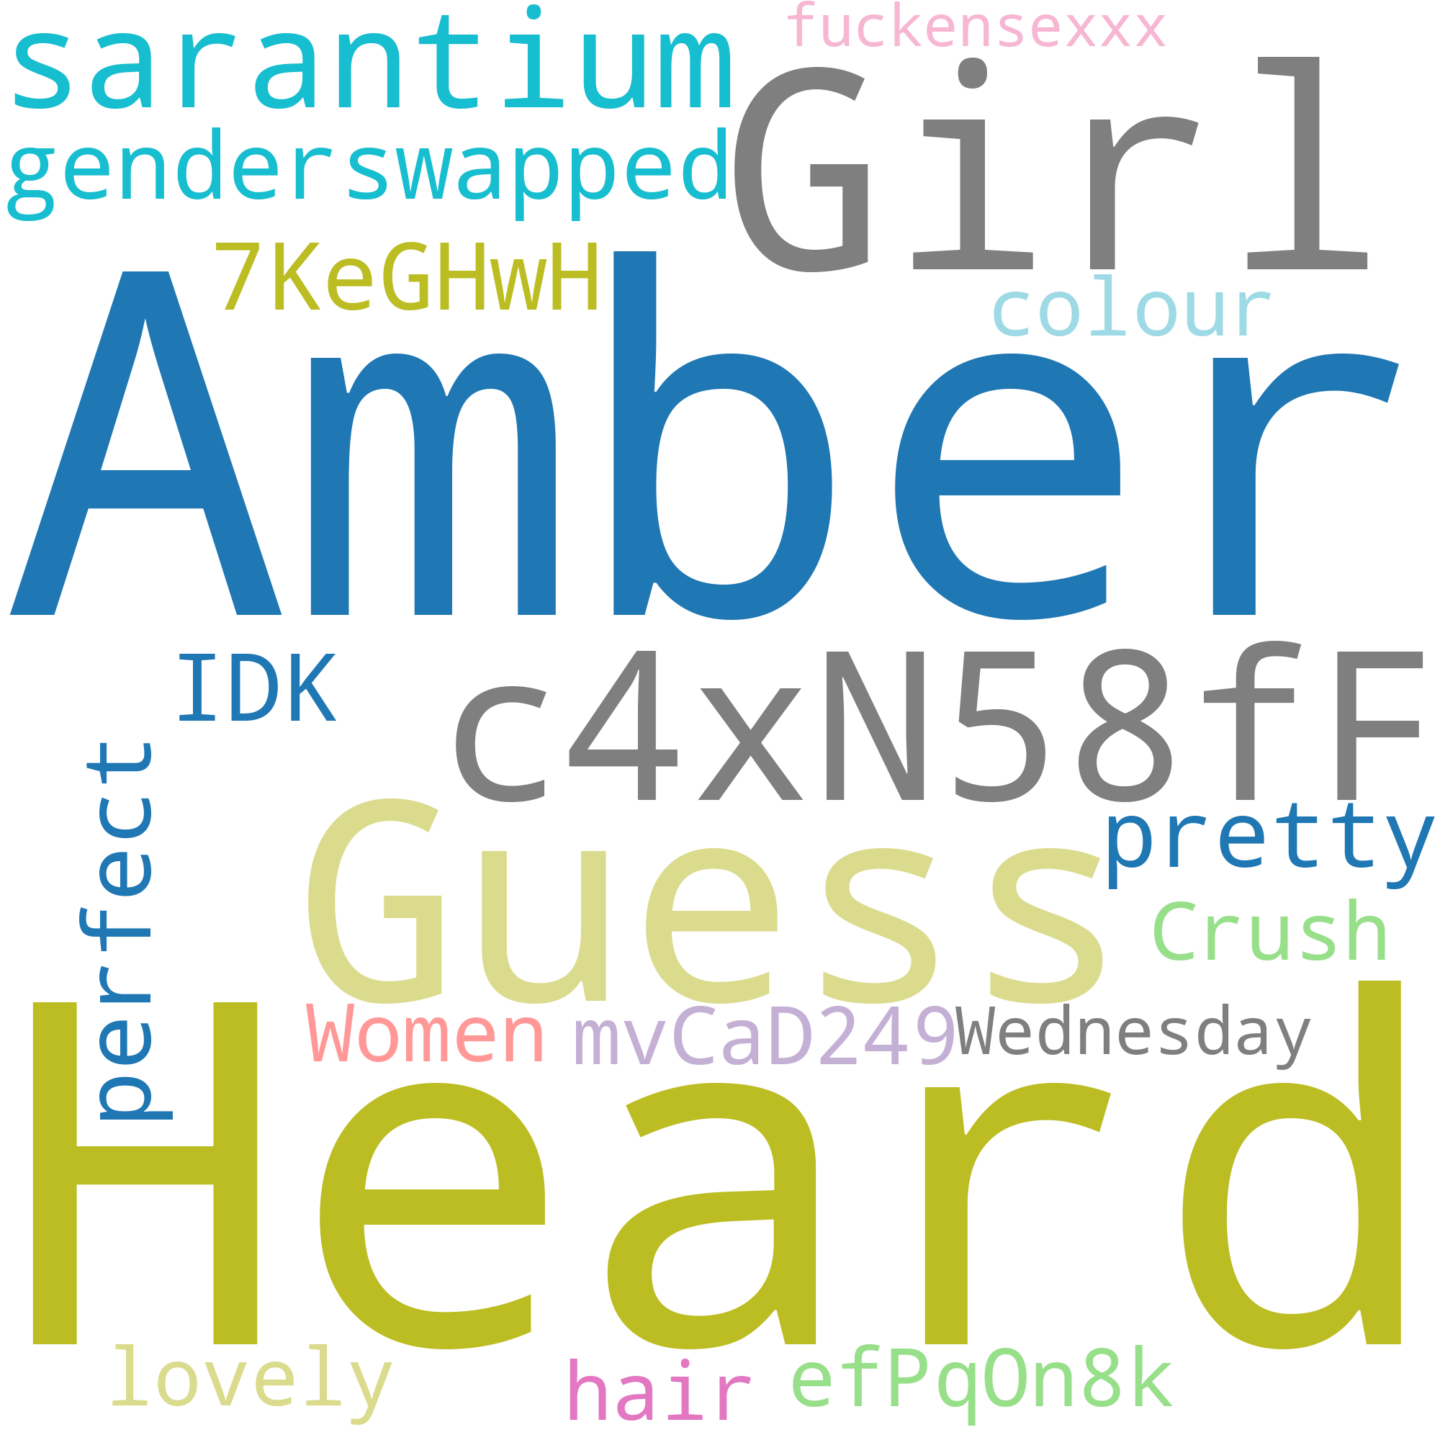 fuckensexxx
sarantium
Girl
genderswapped
7KeGHwH
colour
Amber
IDK
c4xN58fF
perfect
Guess
pretty
Crush
Women
mvCaD249
Wednesday
Heard
lovely
hair
efPqOn8k